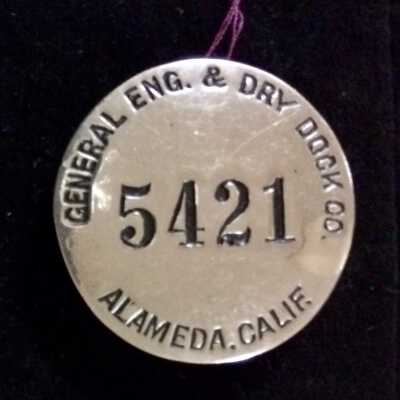 GENERAL ENG. & DRY DOCK CO.
5421
ALAMEDA. CALIF.